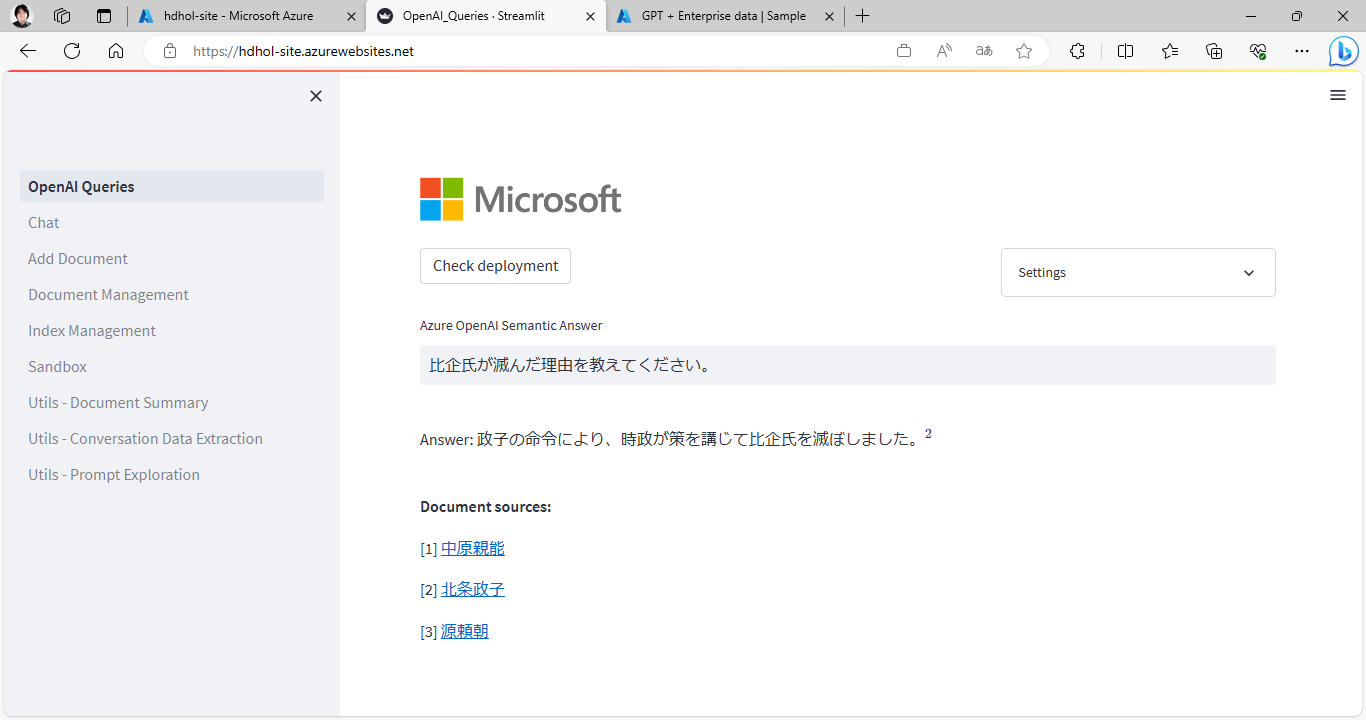 hdhol-site - Microsoft Azure
OpenAI_Queries · Streamlit
GPT + Enterprise data | Sample
https://hdhol-site.azurewebsites.net
OpenAI Queries
Chat
Add Document
Document Management
Index Management
Sandbox
Utils - Document Summary
Utils - Conversation Data Extraction
Utils - Prompt Exploration
Microsoft
Check deployment
Settings
Azure OpenAI Semantic Answer
比企氏が滅んだ理由を教えてください。
Answer: 政子の命令により、時政が策を講じて比企氏を滅ぼしました。2
Document sources:
[1] 中原親能
[2] 北条政子
[3] 源頼朝